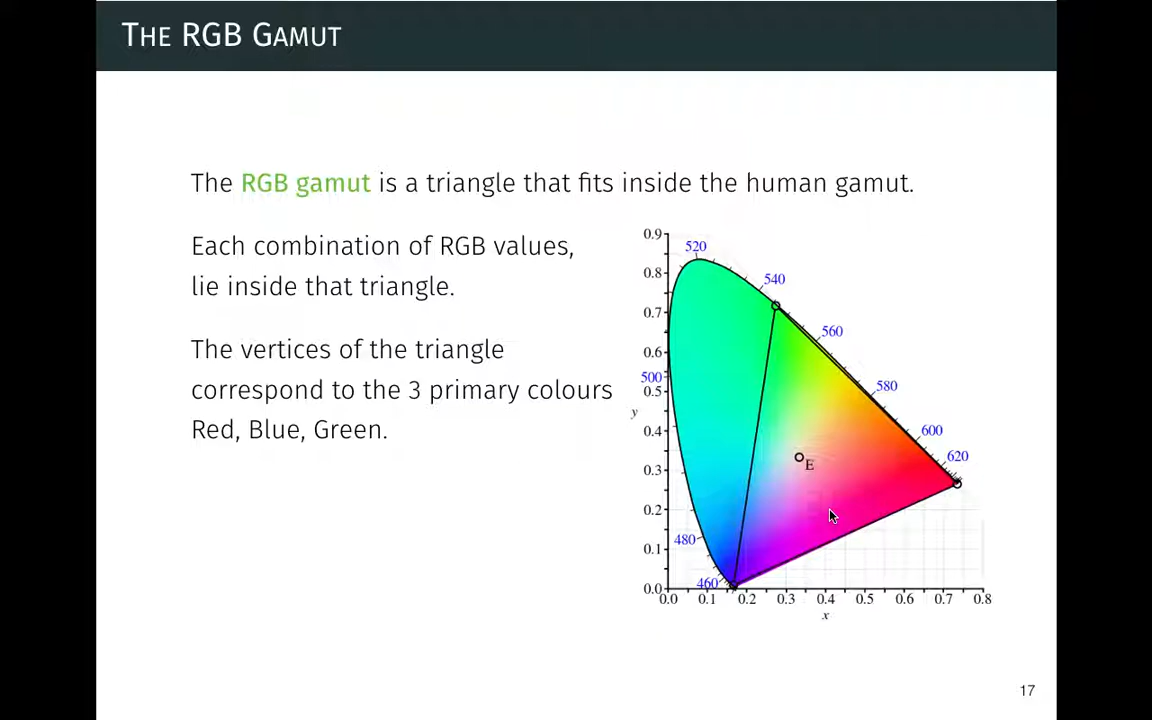 THE RGB GAMUT
The RGB gamut is a triangle that fits inside the human gamut.
Each combination of RGB values,
lie inside that triangle.
The vertices of the triangle
correspond to the 3 primary colours
Red, Blue, Green.
0.9
520
0.8
540
0.7
560
0.6
500
580
0.5
y
0.4
600
620
E
0.3
0.2
480
0.1
460
0.0
0.0 0.1 0.2 0.3 0.4 0.5 0.6 0.7 0.8
x
17